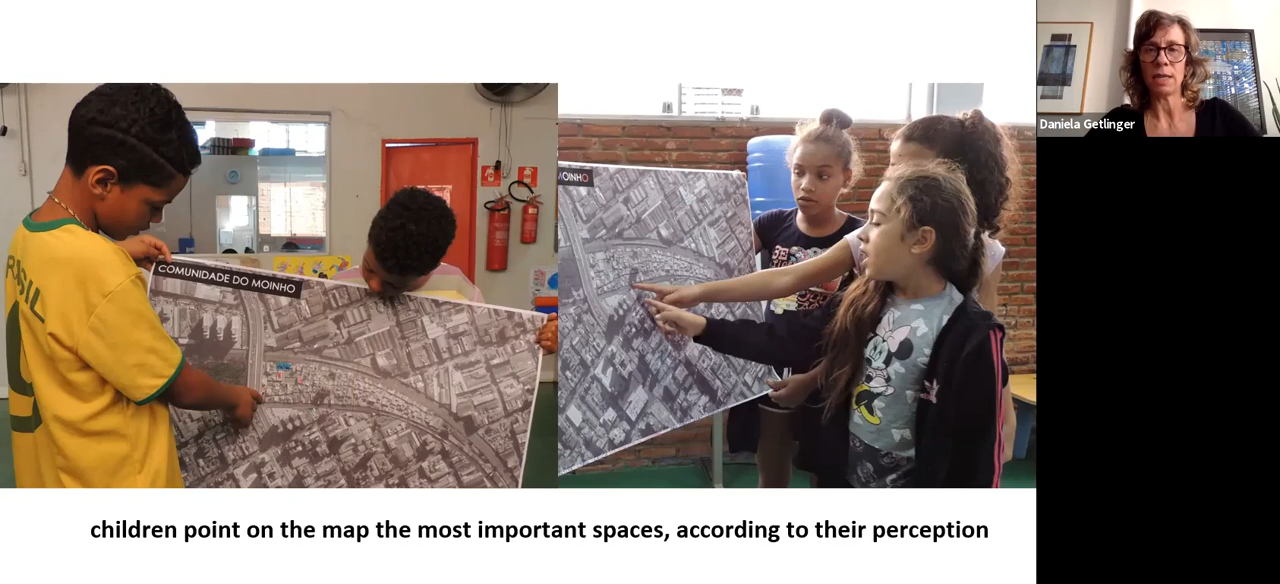 COMUNIDADE DO MOINHO
MOINHO
Daniela Getlinger
children point on the map the most important spaces, according to their perception